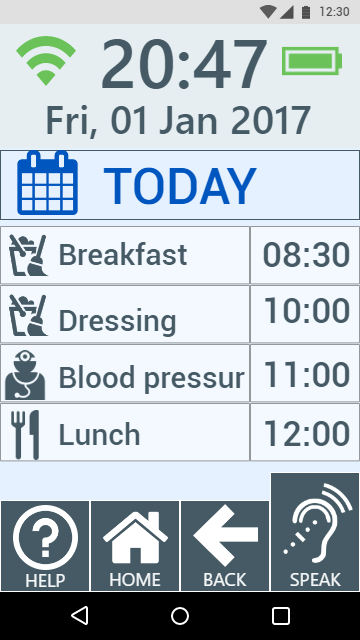 12:30
20:47
Fri, 01 Jan 2017
TODAY
Breakfast 08:30
Dressing 10:00
Blood pressur 11:00
Lunch 12:00
HELP HOME BACK SPEAK